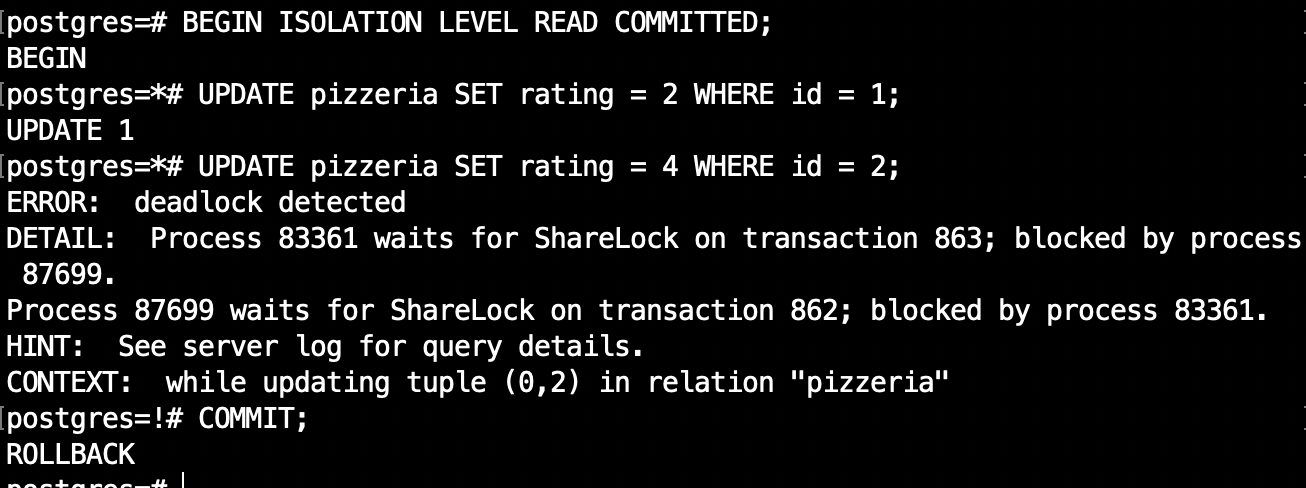 postgres=# BEGIN ISOLATION LEVEL READ COMMITTED;
BEGIN
postgres=*# UPDATE pizzeria SET rating = 2 WHERE id = 1;
UPDATE 1
postgres=*# UPDATE pizzeria SET rating = 4 WHERE id = 2;
ERROR:  deadlock detected
DETAIL:  Process 83361 waits for ShareLock on transaction 863; blocked by process
 87699.
Process 87699 waits for ShareLock on transaction 862; blocked by process 83361.
HINT:  See server log for query details.
CONTEXT:  while updating tuple (0,2) in relation "pizzeria"
postgres=!# COMMIT;
ROLLBACK
postgres=#